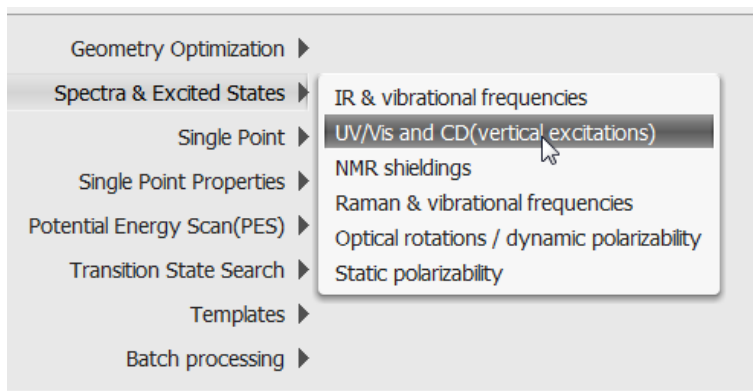 Geometry Optimization
Spectra & Excited States
Single Point
Single Point Properties
Potential Energy Scan(PES)
Transition State Search
Templates
Batch processing
IR & vibrational frequencies
UV/Vis and CD(vertical excitations)
NMR shieldings
Raman & vibrational frequencies
Optical rotations / dynamic polarizability
Static polarizability